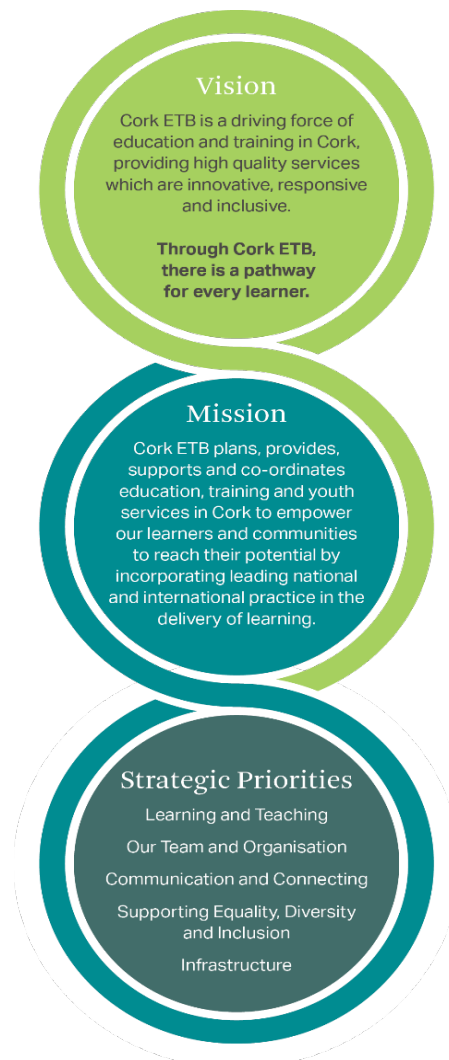 Vision
Cork ETB is a driving force of
education and training in Cork,
providing high quality services
which are innovative, responsive
and inclusive.
Through Cork ETB,
there is a pathway
for every learner.
Mission
Cork ETB plans, provides,
supports and co-ordinates
education, training and youth
services in Cork to empower
our learners and communities
to reach their potential by
incorporating leading national
and international practice in the
delivery of learning.
Strategic Priorities
Learning and Teaching
Our Team and Organisation
Communication and Connecting
Supporting Equality, Diversity
and Inclusion
Infrastructure